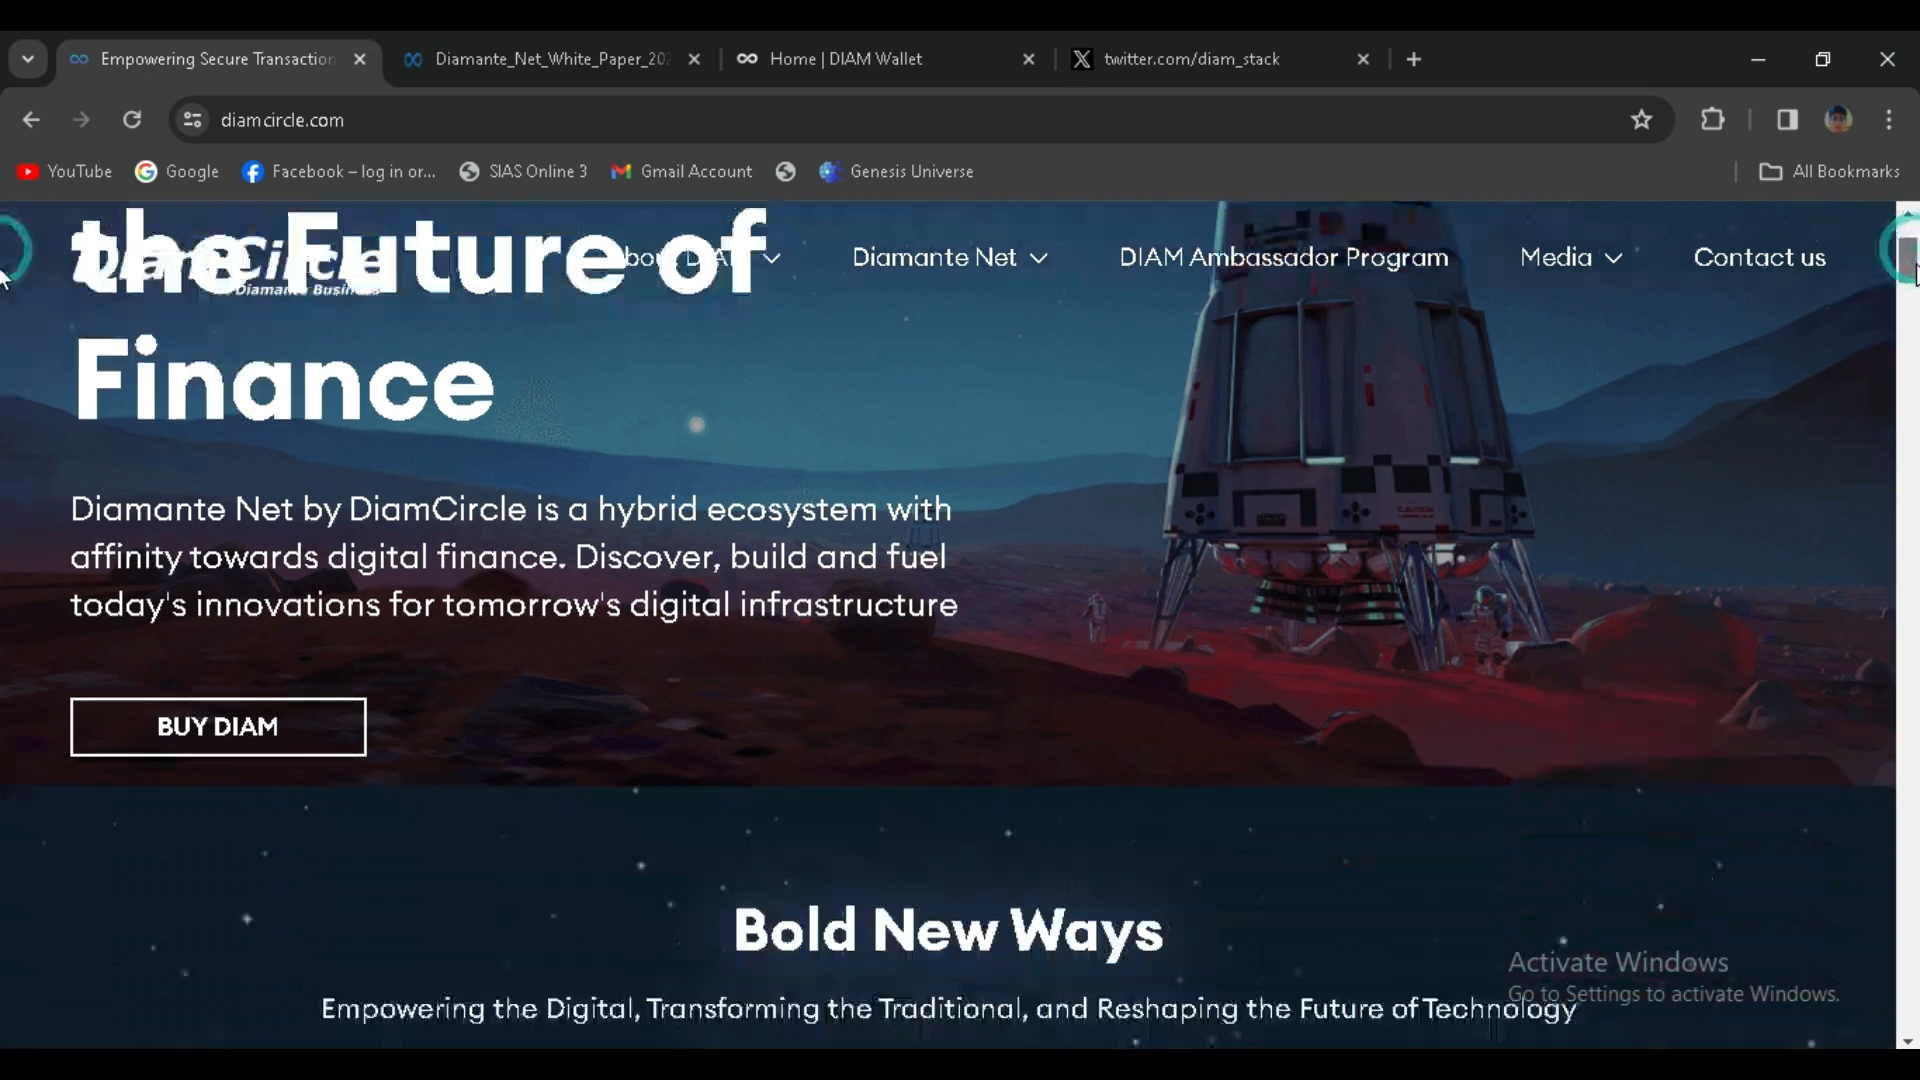 Empowering Secure Transaction
Diamante_Net_White_Paper_202
Home | DIAM Wallet
twitter.com/diam_stack
diamcircle.com
YouTube
Google
Facebook – log in or...
SIAS Online 3
Gmail Account
Genesis Universe
All Bookmarks
the Future of
DiamCircle
Diamante Business
About DIAM
Diamante Net
DIAM Ambassador Program
Media
Contact us
Finance
Diamante Net by DiamCircle is a hybrid ecosystem with
affinity towards digital finance. Discover, build and fuel
today's innovations for tomorrow's digital infrastructure
BUY DIAM
Bold New Ways
Empowering the Digital, Transforming the Traditional, and Reshaping the Future of Technology
Activate Windows
Go to Settings to activate Windows.